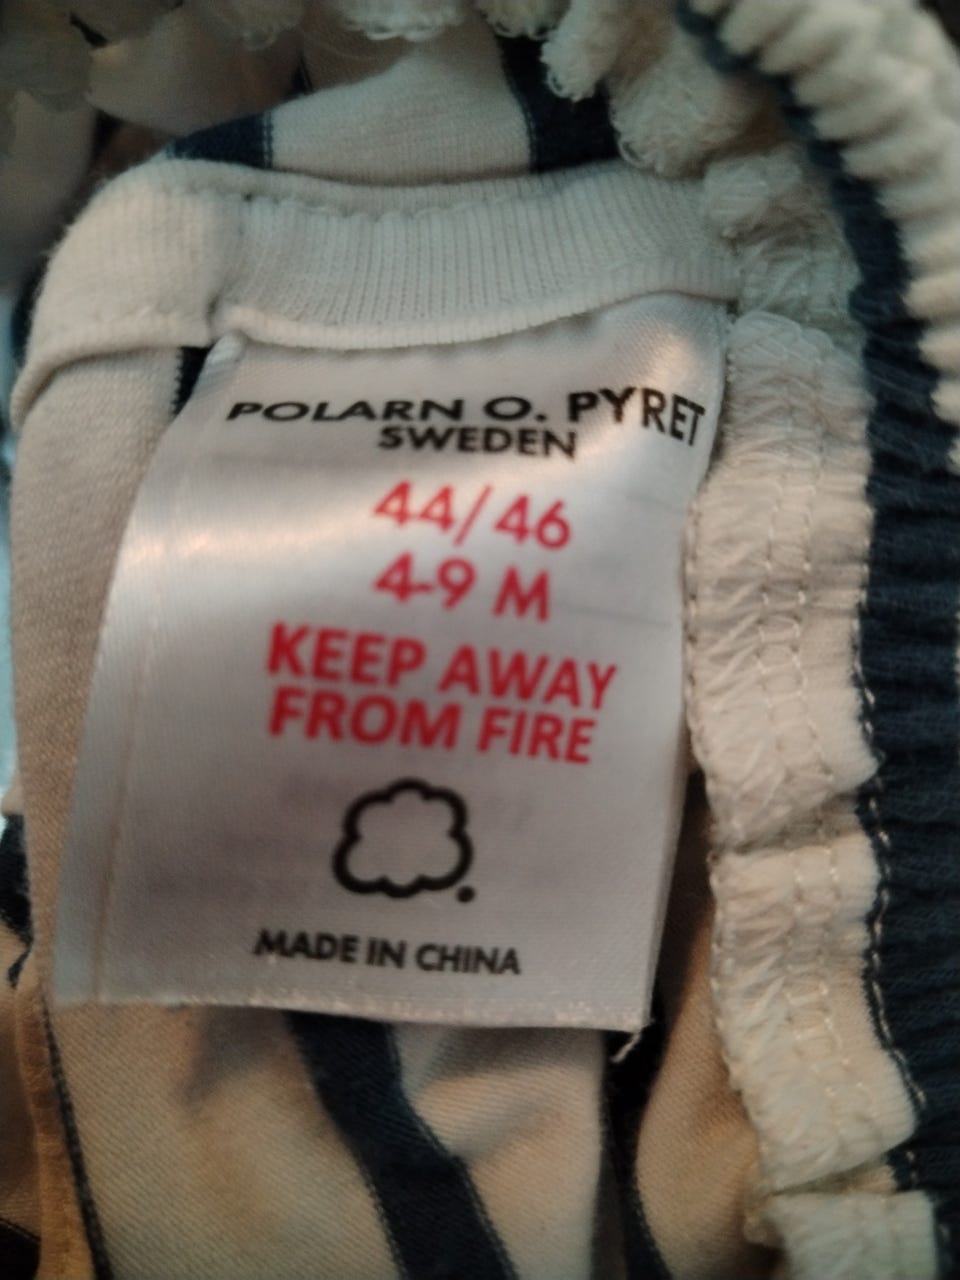 POLARN O. PYRET
SWEDEN
44/46
4-9 M
KEEP AWAY
FROM FIRE
MADE IN CHINA